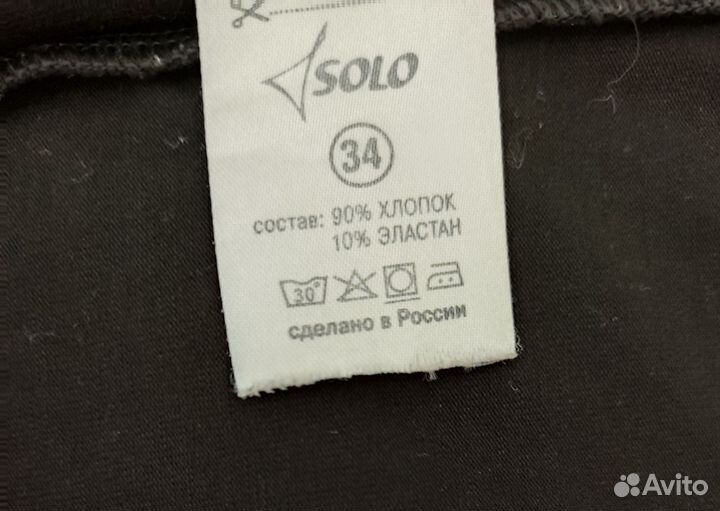 SOLO
34
состав: 90% ХЛОПОК
10% ЭЛАСТАН
30°
сделано в России
Avito